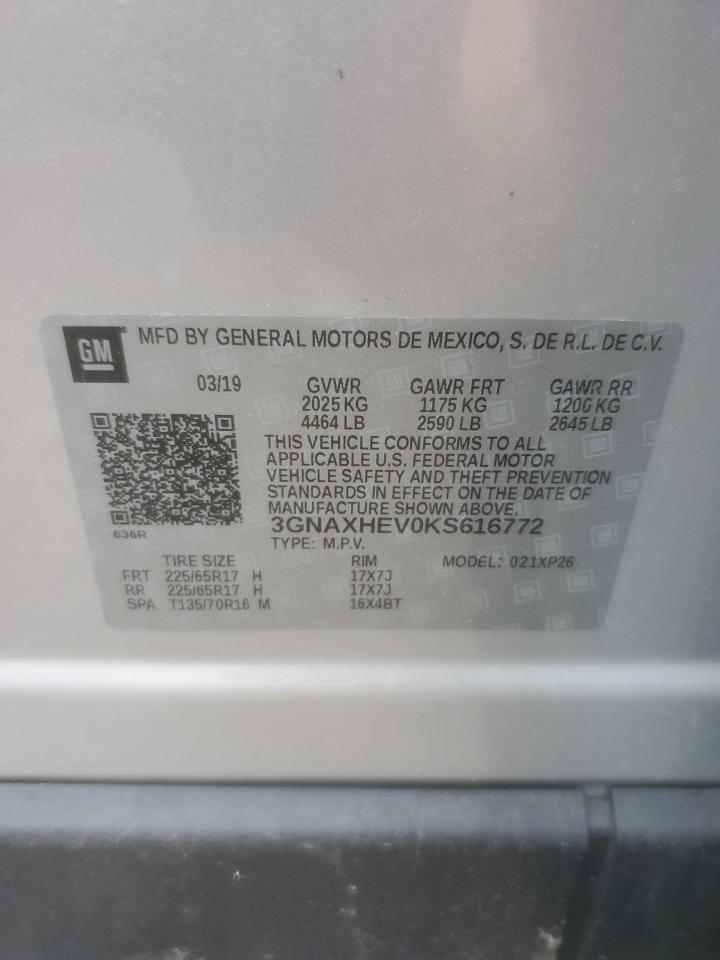 GM MFD BY GENERAL MOTORS DE MEXICO, S. DE R.L. DE C.V.
03/19 GVWR GAWR FRT GAWR RR
2025 KG 1175 KG 1200 KG
4464 LB 2590 LB 2645 LB
THIS VEHICLE CONFORMS TO ALL
APPLICABLE U.S. FEDERAL MOTOR
VEHICLE SAFETY AND THEFT PREVENTION
STANDARDS IN EFFECT ON THE DATE OF
MANUFACTURE SHOWN ABOVE.
3GNAXHEV0KS616772
636R
TYPE: M.P.V.
TIRE SIZE RIM MODEL: 021XP26
FRT 225/65R17 H 17X7J
RR 225/65R17 H 17X7J
SPA T135/70R16 M 16X4BT